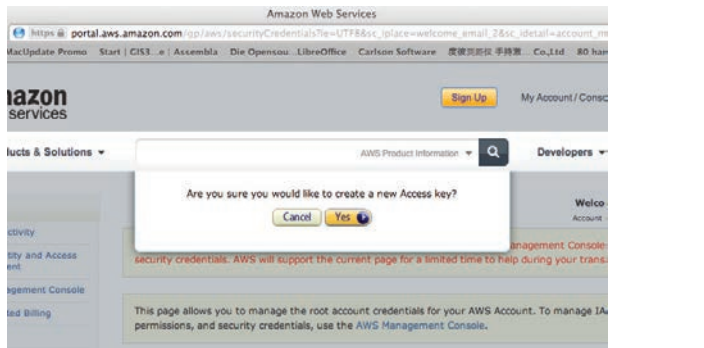 Amazon Web Services
https portal.aws.amazon.com/gp/aws/securityCredentials?ie=UTF8&sc_iplace=welcome_email_2&sc_idetail=account_m
MacUpdate Promo Start | CIS3...e | Assembla Die Opensou...LibreOffice Carlson Software Co.,Ltd 80 ham
mazon
services
Sign Up My Account / Consc
ducts & Solutions AWS Product Information Developers
Are you sure you would like to create a new Access key?
Cancel Yes
Welco
Account
ctivity
anagement Console
tity and Access
ent
security credentials. AWS will support the current page for a limited time to help during your trans
agement Console
ted Billing
This page allows you to manage the root account credentials for your AWS Account. To manage IA
permissions, and security credentials, use the AWS Management Console.